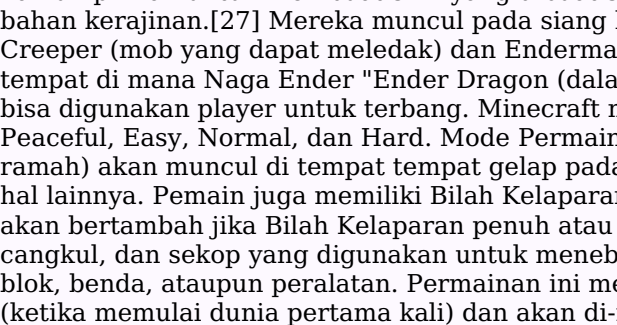 bahan kerajinan.[27] Mereka muncul pada siang
Creeper (mob yang dapat meledak) dan Enderma
tempat di mana Naga Ender "Ender Dragon (dala
bisa digunakan player untuk terbang. Minecraft
Peaceful, Easy, Normal, dan Hard. Mode Permain
ramah) akan muncul di tempat tempat gelap pada
hal lainnya. Pemain juga memiliki Bilah Kelapara
akan bertambah jika Bilah Kelaparan penuh atau
cangkul, dan sekop yang digunakan untuk meneb
blok, benda, ataupun peralatan. Permainan ini me
(ketika memulai dunia pertama kali) dan akan di-